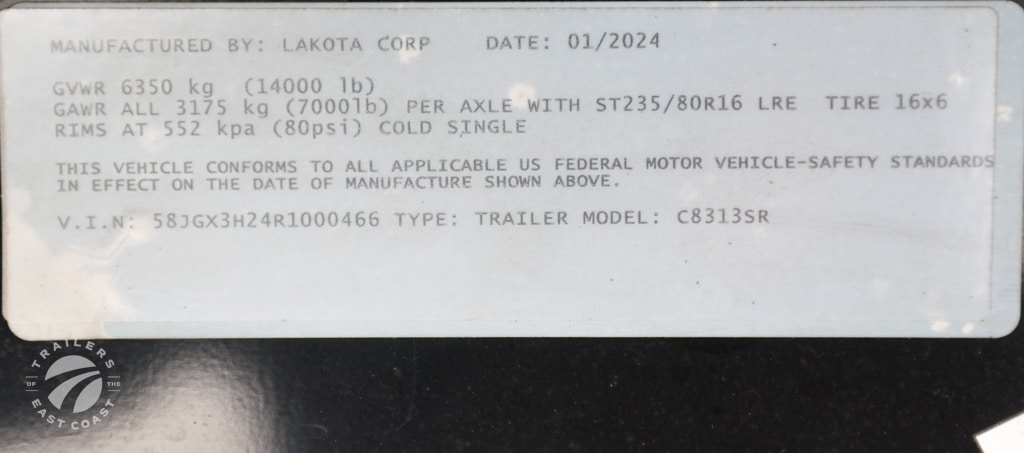 MANUFACTURED BY: LAKOTA CORP DATE: 01/2024
GVWR 6350 kg (14000 lb)
GAWR ALL 3175 kg (7000lb) PER AXLE WITH ST235/80R16 LRE TIRE 16x6
RIMS AT 552 kpa (80psi) COLD SINGLE
THIS VEHICLE CONFORMS TO ALL APPLICABLE US FEDERAL MOTOR VEHICLE-SAFETY STANDARDS
IN EFFECT ON THE DATE OF MANUFACTURE SHOWN ABOVE.
V.I.N: 58JGX3H24R1000466 TYPE: TRAILER MODEL: C8313SR
TRAILERS
OF THE
EAST COAST